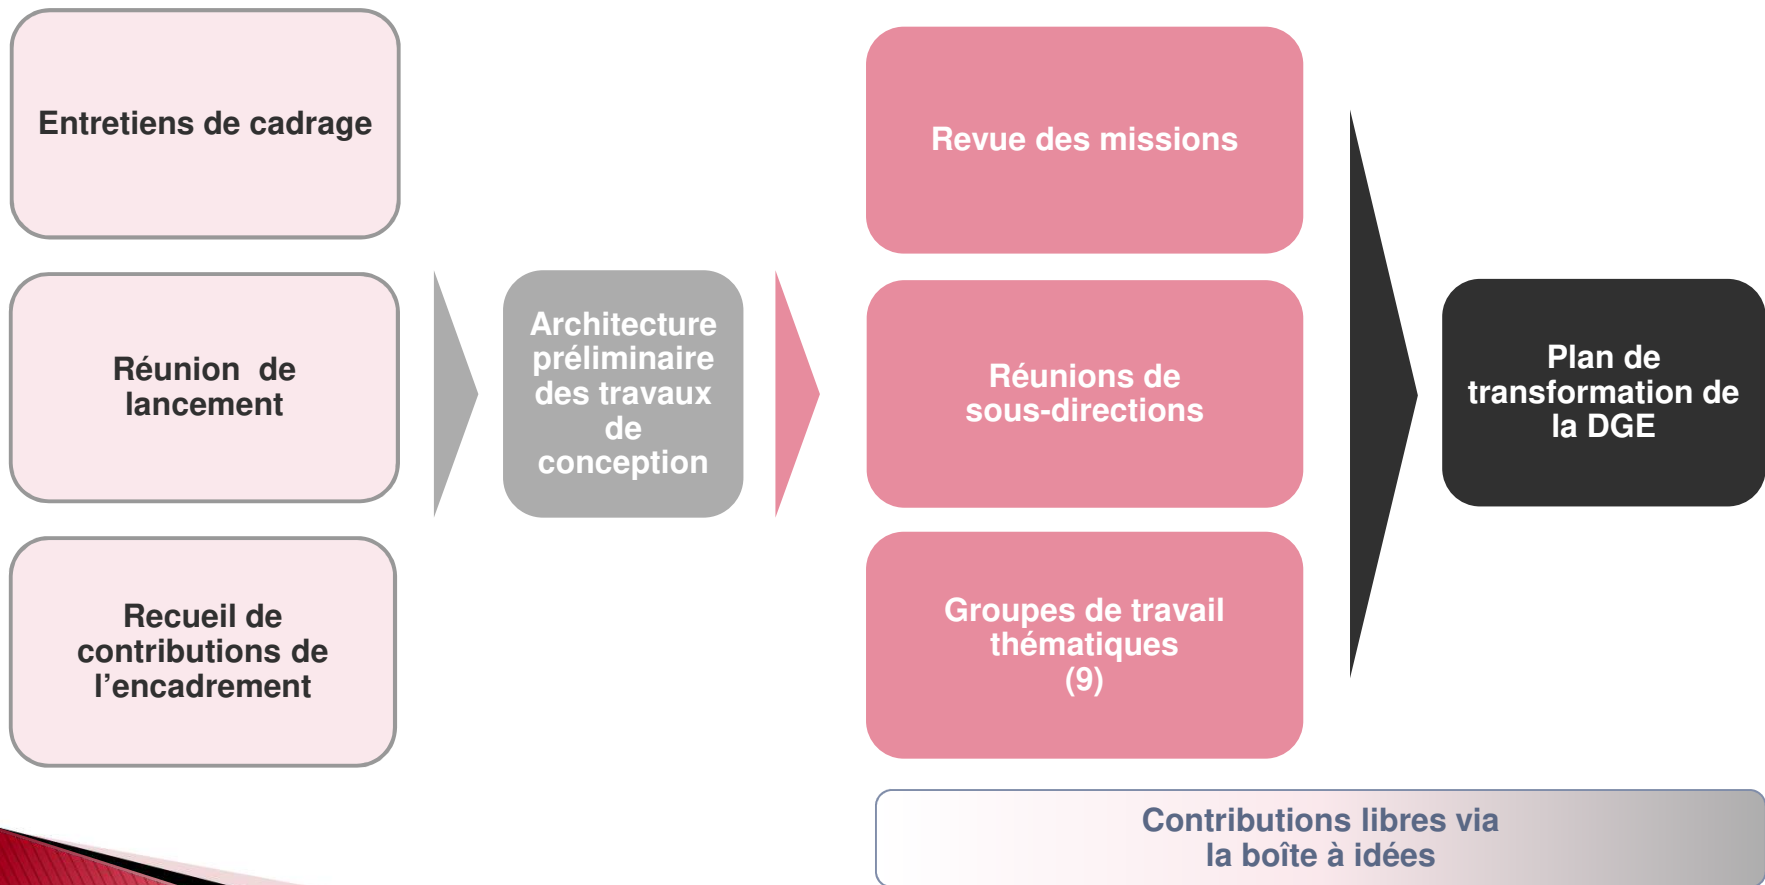 Entretiens de cadrage
Réunion de
lancement
Recueil de
contributions de
l’encadrement
Architecture
préliminaire
des travaux
de
conception
Revue des missions
Réunions de
sous-directions
Groupes de travail
thématiques
(9)
Plan de
transformation de
la DGE
Contributions libres via
la boîte à idées